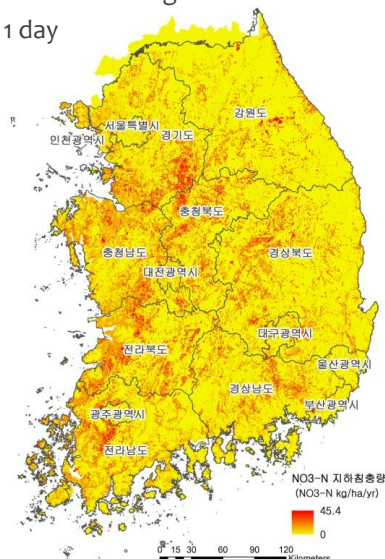 1 day
강원도
서울특별시
인천광역시
경기도
충청북도
충청남도
경상북도
대전광역시
대구광역시
전라북도
울산광역시
경상남도
부산광역시
광주광역시
전라남도
NO3-N 지하침출량
(NO3-N kg/ha/yr)
45.4
0
0 15 30 60 90 120
Kilometers